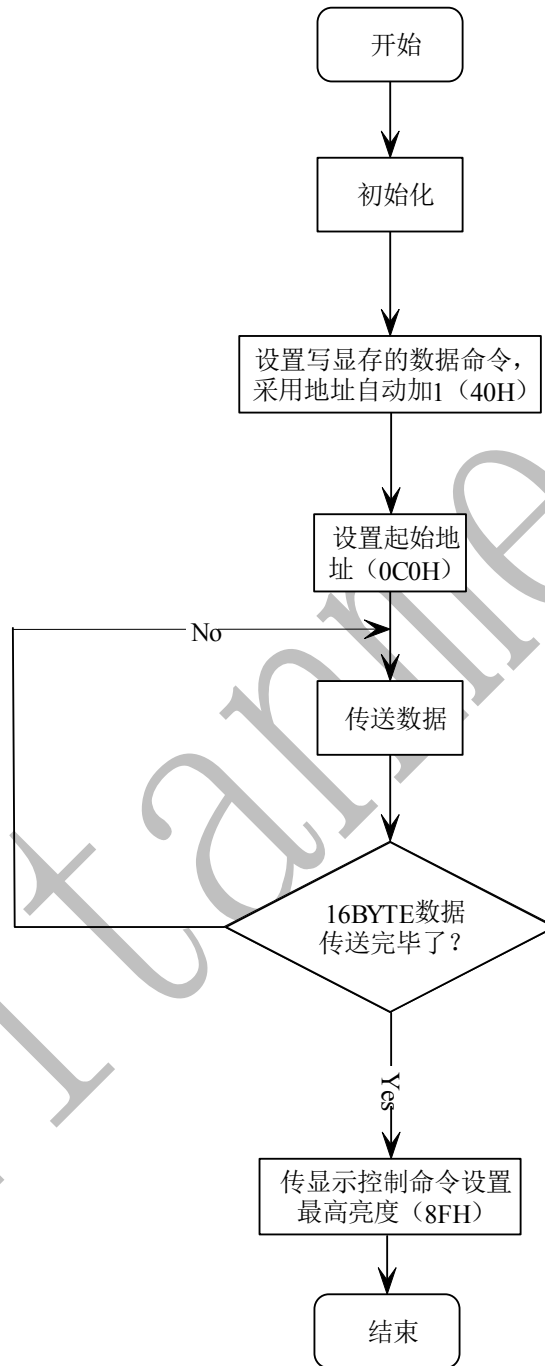 开始
初始化
设置写显存的数据命令，
采用地址自动加1（40H）
设置起始地
址（0C0H）
No
传送数据
16BYTE数据
传送完毕了？
Yes
传显示控制命令设置
最高亮度（8FH）
结束